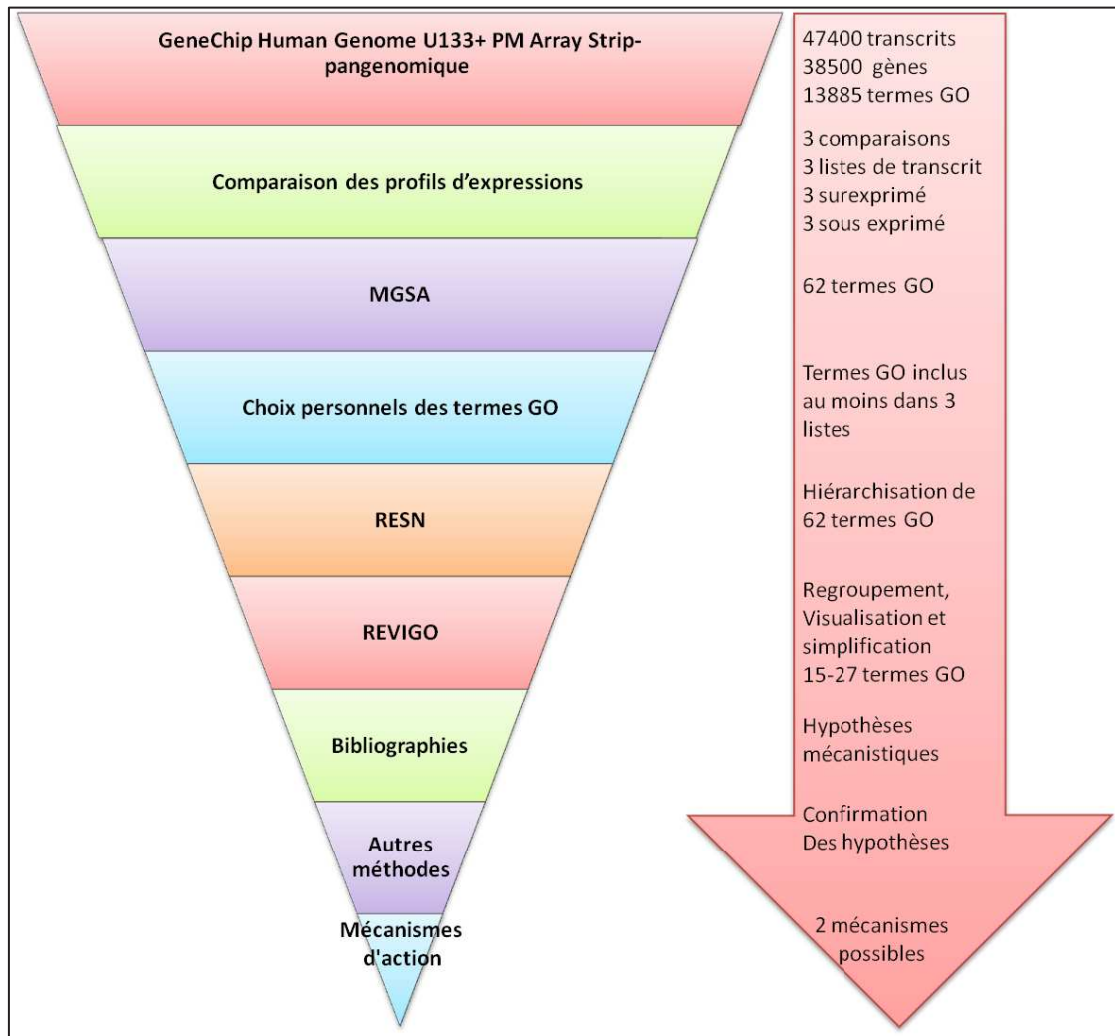 GeneChip Human Genome U133+ PM Array Strip-
pangenomique
47400 transcrits
38500 gènes
13885 termes GO
Comparaison des profils d’expressions
3 comparaisons
3 listes de transcrit
3 surexprimé
3 sous exprimé
MGSA
62 termes GO
Choix personnels des termes GO
Termes GO inclus
au moins dans 3
listes
RESN
Hiérarchisation de
62 termes GO
REVIGO
Regroupement,
Visualisation et
simplification
15-27 termes GO
Bibliographies
Hypothèses
mécanistiques
Autres
méthodes
Confirmation
Des hypothèses
Mécanismes
d'action
2 mécanismes
possibles